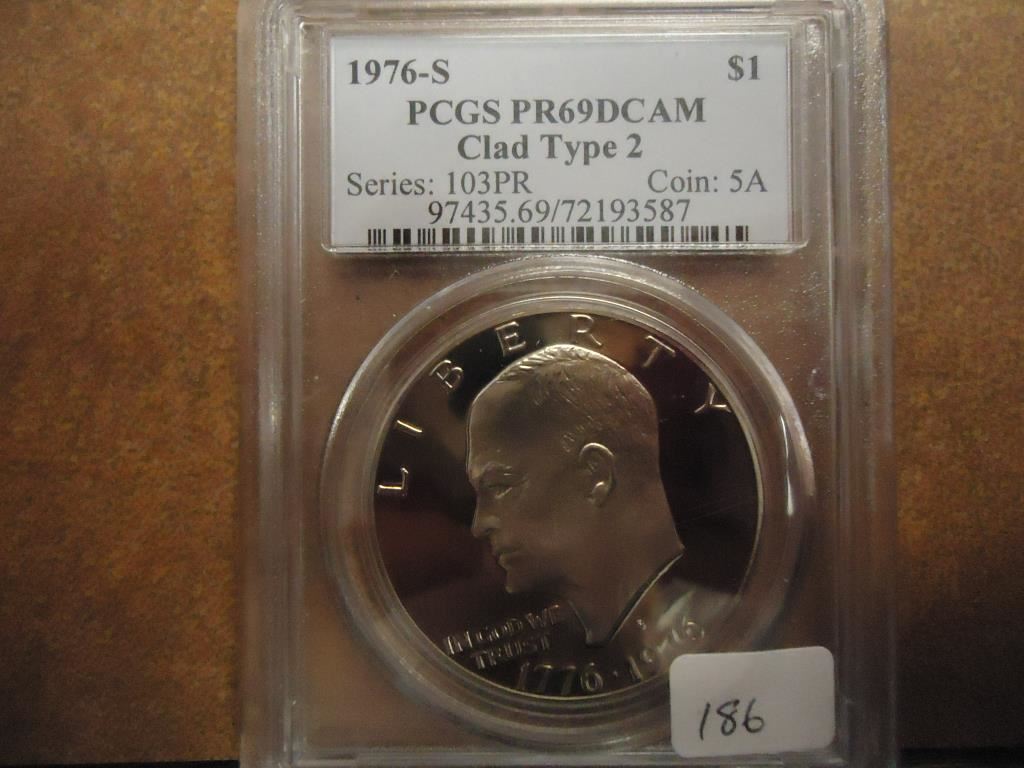 1976-S $1
PCGS PR69DCAM
Clad Type 2
Series: 103PR Coin: 5A
97435.69/72193587
LIBERTY
IN GOD WE
TRUST
S
1776 · 1976
186